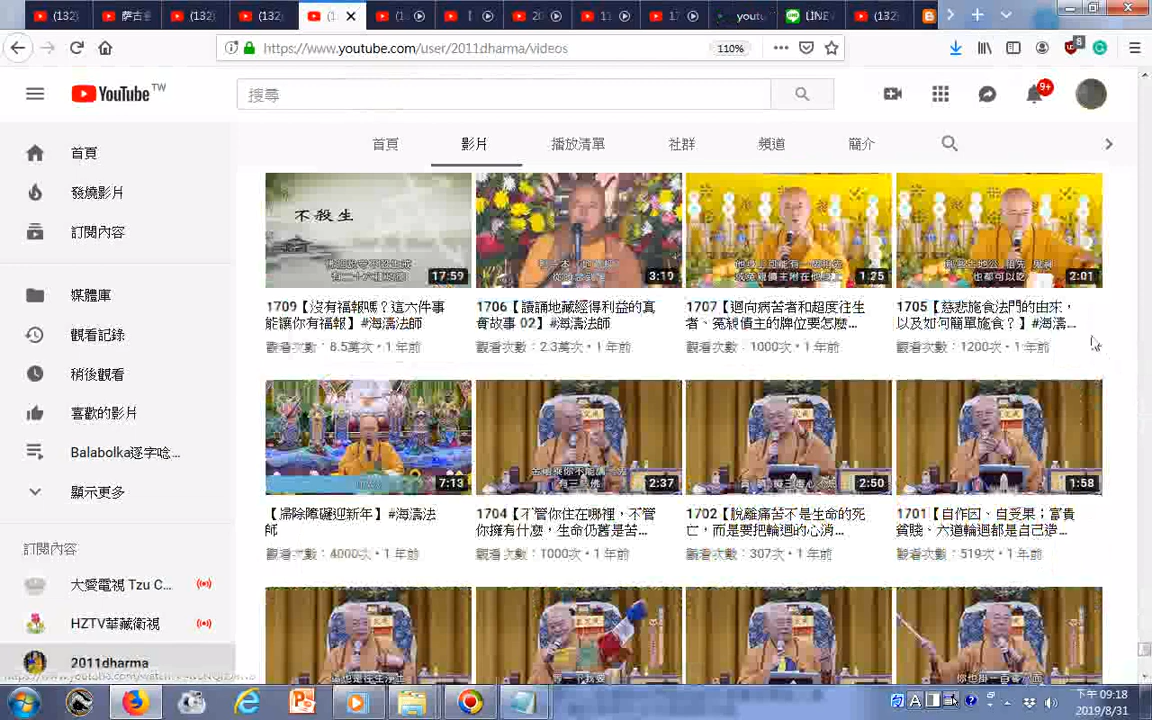 (132)
萨古
(132)
(132)
youtu
LINE
(132)
https://www.youtube.com/user/2011dharma/videos
110%
8
YouTube TW
搜尋
9+
首頁
影片
播放清單
社群
頻道
簡介
首頁
發燒影片
訂閱內容
媒體庫
觀看記錄
稍後觀看
喜歡的影片
Balabolka逐字唸...
顯示更多
訂閱內容
大愛電視 Tzu C...
HZTV華藏衛視
2011dharma
不殺生
17:59
3:19
1:25
也都可以
2:01
1709【沒有福報嗎？這六件事
能讓你有福報】#海濤法師
觀看次數：8.5萬次・1 年前
1706【讀誦地藏經得利益的真
實故事 02】#海濤法師
觀看次數：2.3萬次・1 年前
1707【迴向病苦者和超度往生
者、冤親債主的牌位要怎麼...
觀看次數：1000次・1 年前
1705【慈悲施食法門的由來，
以及如何簡單施食？】#海濤...
觀看次數：1200次・1 年前
7:13
2:37
2:50
1:58
【掃除障礙迎新年】#海濤法
師
觀看次數：4000次・1 年前
1704【不管你住在哪裡，不管
你擁有什麼，生命仍舊是苦...
觀看次數：1000次・1 年前
1702【脫離痛苦不是生命的死
亡，而是要把輪迴的心消...
觀看次數：307次・1 年前
1701【自作因、自受果；富貴
貧賤、六道輪迴都是自己造...
觀看次數：519次・1 年前
下午 09:18
2019/8/31